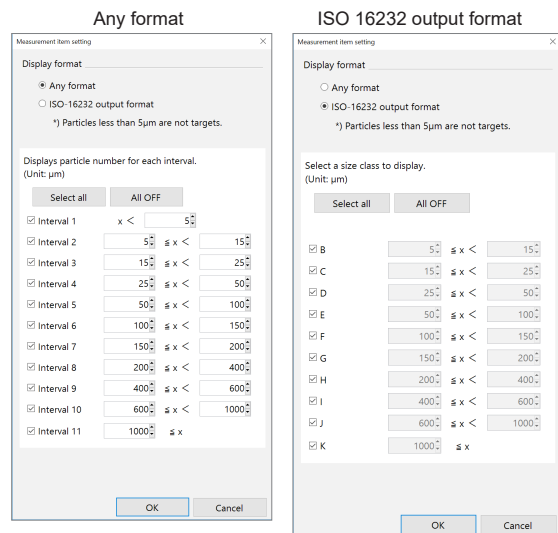 Any format
Measurement item setting ×
Display format
Any format
ISO-16232 output format
*) Particles less than 5μm are not targets.
Displays particle number for each interval.
(Unit: μm)
Select all All OFF
Interval 1 x < 5
Interval 2 5 ≦ x < 15
Interval 3 15 ≦ x < 25
Interval 4 25 ≦ x < 50
Interval 5 50 ≦ x < 100
Interval 6 100 ≦ x < 150
Interval 7 150 ≦ x < 200
Interval 8 200 ≦ x < 400
Interval 9 400 ≦ x < 600
Interval 10 600 ≦ x < 1000
Interval 11 1000 ≦ x
OK Cancel
ISO 16232 output format
Measurement item setting ×
Display format
Any format
ISO-16232 output format
*) Particles less than 5μm are not targets.
Select a size class to display.
(Unit: μm)
Select all All OFF
B 5 ≦ x < 15
C 15 ≦ x < 25
D 25 ≦ x < 50
E 50 ≦ x < 100
F 100 ≦ x < 150
G 150 ≦ x < 200
H 200 ≦ x < 400
I 400 ≦ x < 600
J 600 ≦ x < 1000
K 1000 ≦ x
OK Cancel